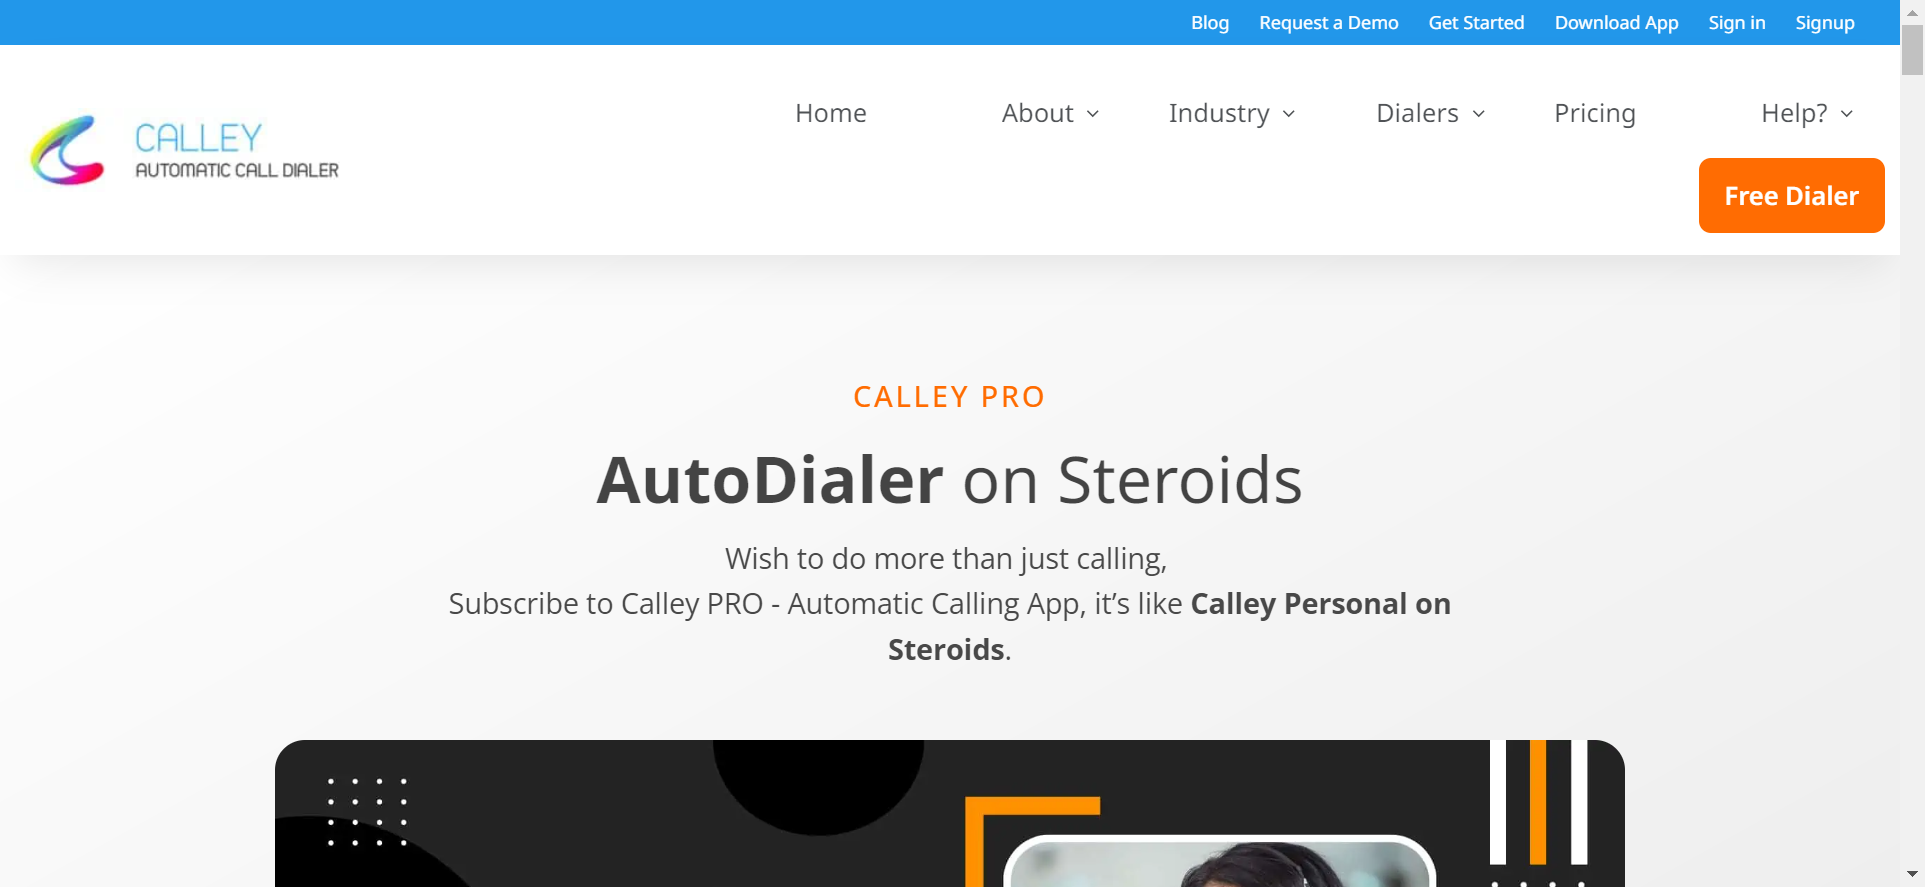 Blog Request a Demo Get Started Download App Sign in Signup
CALLEY
AUTOMATIC CALL DIALER
Home About Industry Dialers Pricing Help?
Free Dialer
CALLEY PRO
AutoDialer on Steroids
Wish to do more than just calling,
Subscribe to Calley PRO - Automatic Calling App, it’s like Calley Personal on
Steroids.